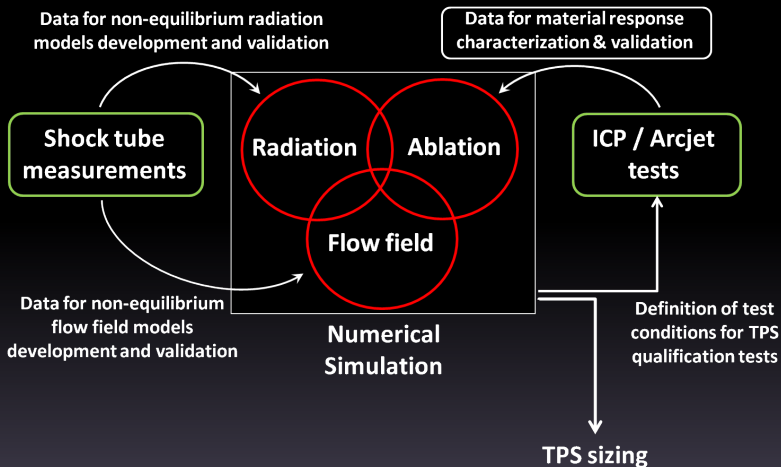 Data for non-equilibrium radiation
models development and validation
Data for material response
characterization & validation
Shock tube
measurements
Radiation
Ablation
ICP / Arcjet
tests
Flow field
Data for non-equilibrium
flow field models
development and validation
Numerical
Simulation
Definition of test
conditions for TPS
qualification tests
TPS sizing